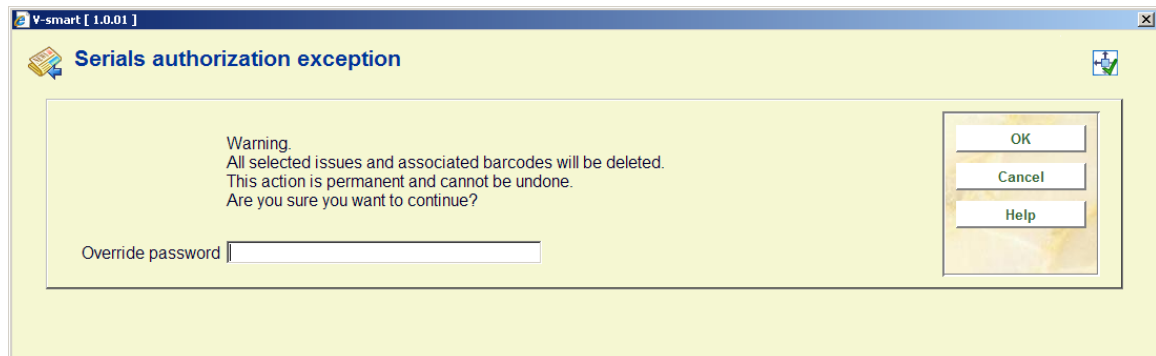 V-smart [ 1.0.01 ]
Serials authorization exception
Warning.
All selected issues and associated barcodes will be deleted.
This action is permanent and cannot be undone.
Are you sure you want to continue?
Override password
OK
Cancel
Help